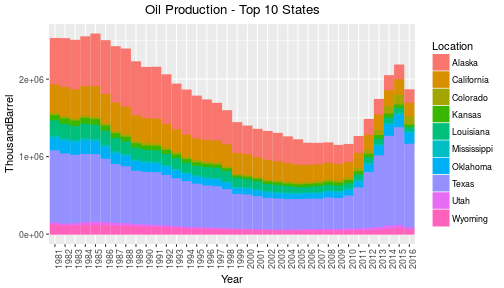 Oil Production - Top 10 States
ThousandBarrel
2e+06
1e+06
0e+00
1981 1982 1983 1984 1985 1986 1987 1988 1989 1990 1991 1992 1993 1994 1995 1996 1997 1998 1999 2000 2001 2002 2003 2004 2005 2006 2007 2008 2009 2010 2011 2012 2013 2014 2015 2016
Year
Location
Alaska
California
Colorado
Kansas
Louisiana
Mississippi
Oklahoma
Texas
Utah
Wyoming